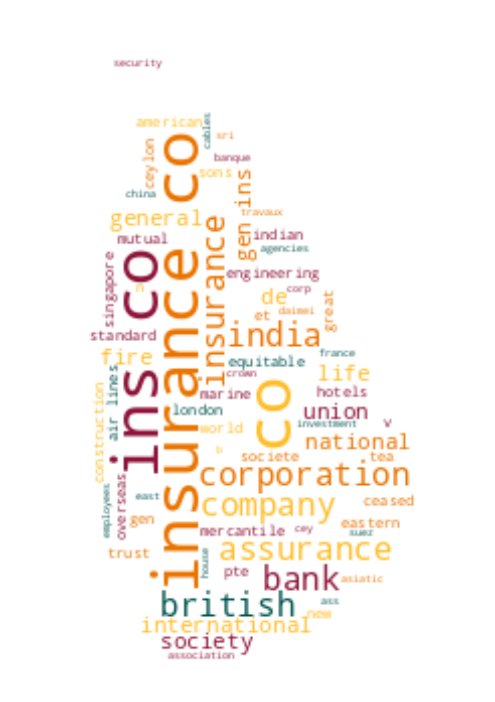 security
american
cables
sri
ceylon
insurance co
banque
sons
china
gen ins
general
travaux
insurance
mutual
indian
agencies
ins co
singapore
engineering
n
corp
de
great
daimei
et
standard
india
fire
equitable
france
crown
life
air lines
marine
hotels
co
construction
london
union
investment
v
world
national
b
societe
tea
corporation
overseas
employees
east
company
ceased
gen
eastern
mercantile
cey
suez
assurance
trust
house
pte
bank
asiatic
british
ass
new
international
society
association